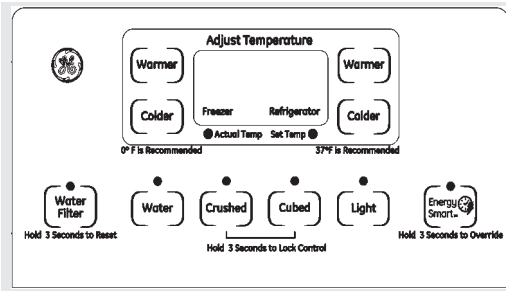 Adjust Temperature
Warmer
Warmer
Colder
Freezer
Refrigerator
Colder
Actual Temp
Set Temp
0° F is Recommended
37°F is Recommended
Water
Filter
Water
Crushed
Cubed
Light
Energy
Smart™
Hold 3 Seconds to Reset
Hold 3 Seconds to Lock Control
Hold 3 Seconds to Override